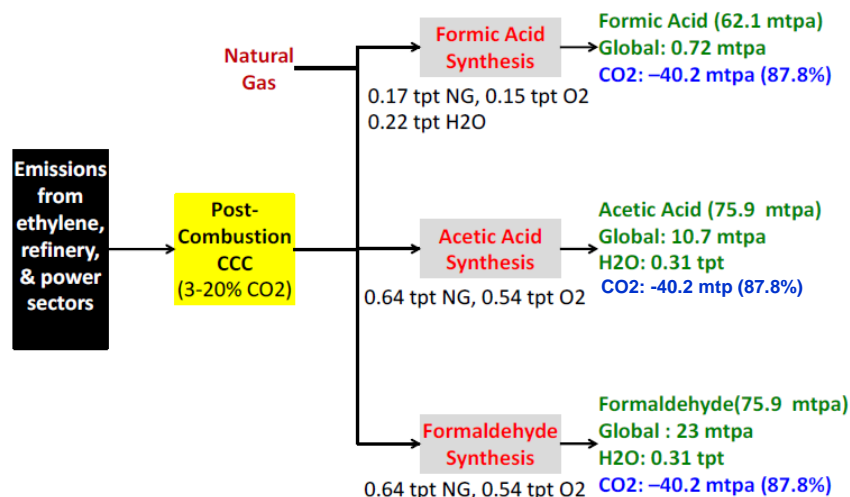 Natural
Gas
Formic Acid
Synthesis
0.17 tpt NG, 0.15 tpt O2
0.22 tpt H2O
Formic Acid (62.1 mtpa)
Global: 0.72 mtpa
CO2: –40.2 mtpa (87.8%)
Emissions
from
ethylene,
refinery,
& power
sectors
Post-
Combustion
CCC
(3-20% CO2)
Acetic Acid
Synthesis
0.64 tpt NG, 0.54 tpt O2
Acetic Acid (75.9 mtpa)
Global: 10.7 mtpa
H2O: 0.31 tpt
CO2: -40.2 mtp (87.8%)
Formaldehyde
Synthesis
0.64 tpt NG, 0.54 tpt O2
Formaldehyde(75.9 mtpa)
Global : 23 mtpa
H2O: 0.31 tpt
CO2: –40.2 mtpa (87.8%)